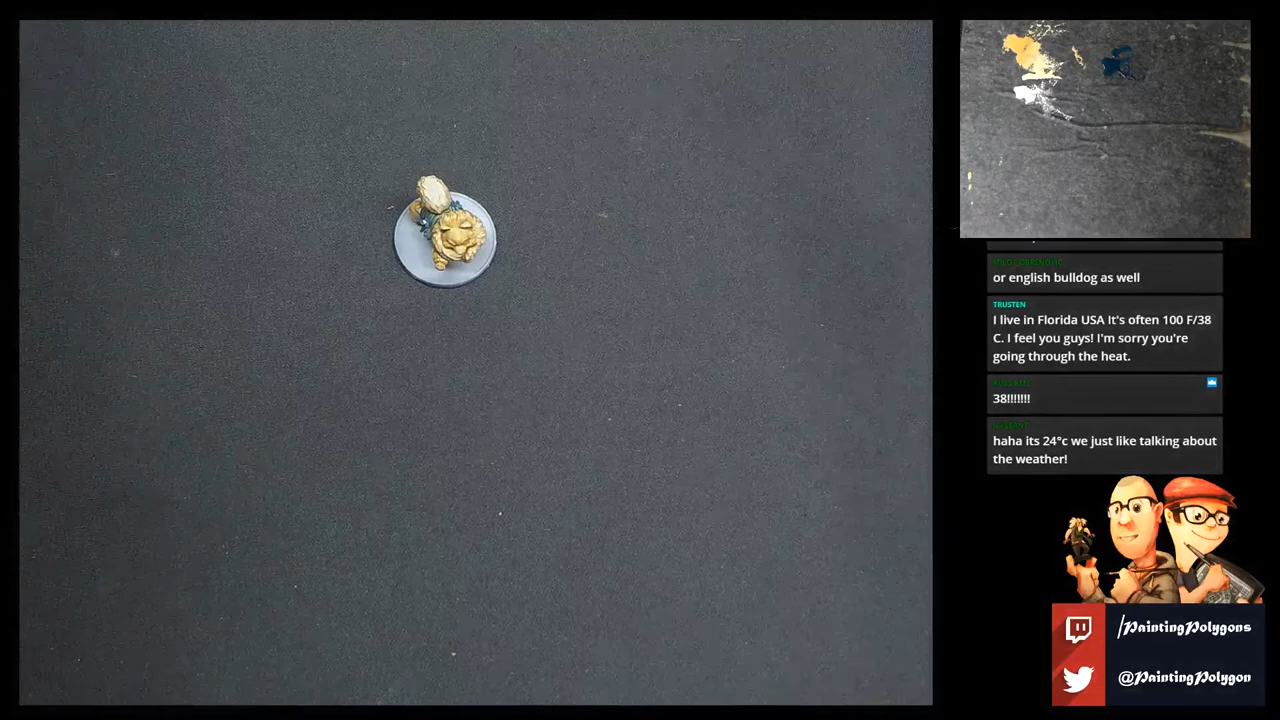 or english bulldog as well
TRUSTEN
I live in Florida USA It's often 100 F/38
C. I feel you guys! I'm sorry you're
going through the heat.
38!!!!!!!
haha its 24°c we just like talking about
the weather!
/PaintingPolygons
@PaintingPolygon